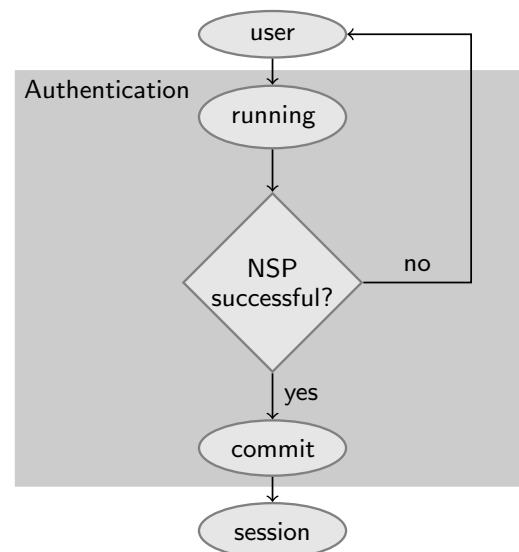 user
Authentication
running
NSP
successful?
no
yes
commit
session